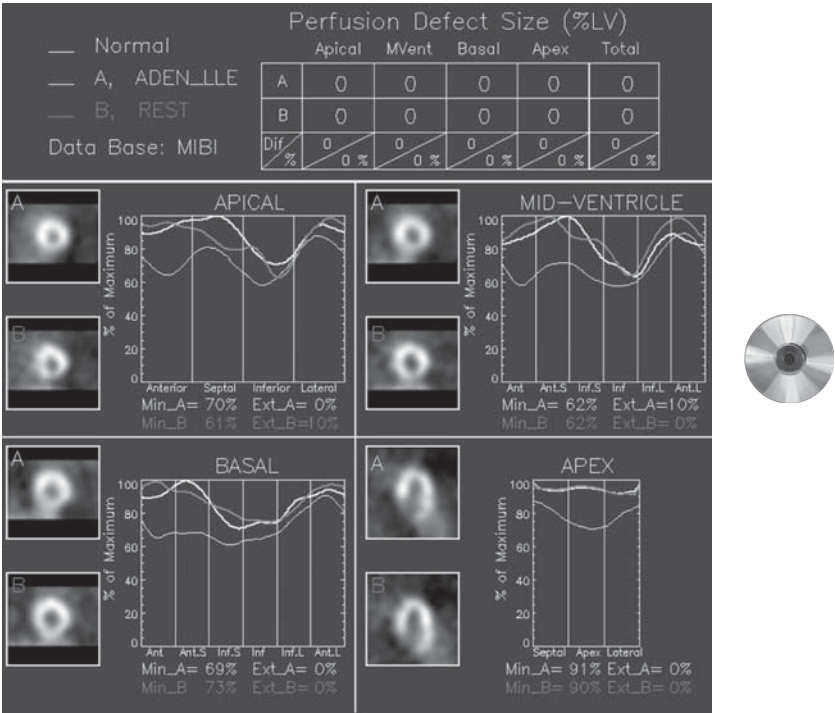 Perfusion Defect Size (%LV)
Normal
A, ADEN_LLE
B, REST
Data Base: MIBI
Apical MVent Basal Apex Total
A 0 0 0 0 0
B 0 0 0 0 0
Dif % 0 0 % 0 0 % 0 0 % 0 0 % 0 0 %
A
B
APICAL
% of Maximum
100
80
60
40
20
0
Anterior Septal Inferior Lateral
Min_A= 70% Ext_A= 0%
Min_B 61% Ext_B=10%
A
B
MID-VENTRICLE
% of Maximum
100
80
60
40
20
0
Ant Ant.S Inf.S Inf Inf.L Ant.L
Min_A= 62% Ext_A=10%
Min_B 62% Ext_B= 0%
A
B
BASAL
% of Maximum
100
80
60
40
20
0
Ant Ant.S Inf.S Inf Inf.L Ant.L
Min_A= 69% Ext_A= 0%
Min_B 73% Ext_B= 0%
A
B
APEX
% of Maximum
100
80
60
40
20
0
Septal Apex Lateral
Min_A= 91% Ext_A= 0%
Min_B= 90% Ext_B= 0%